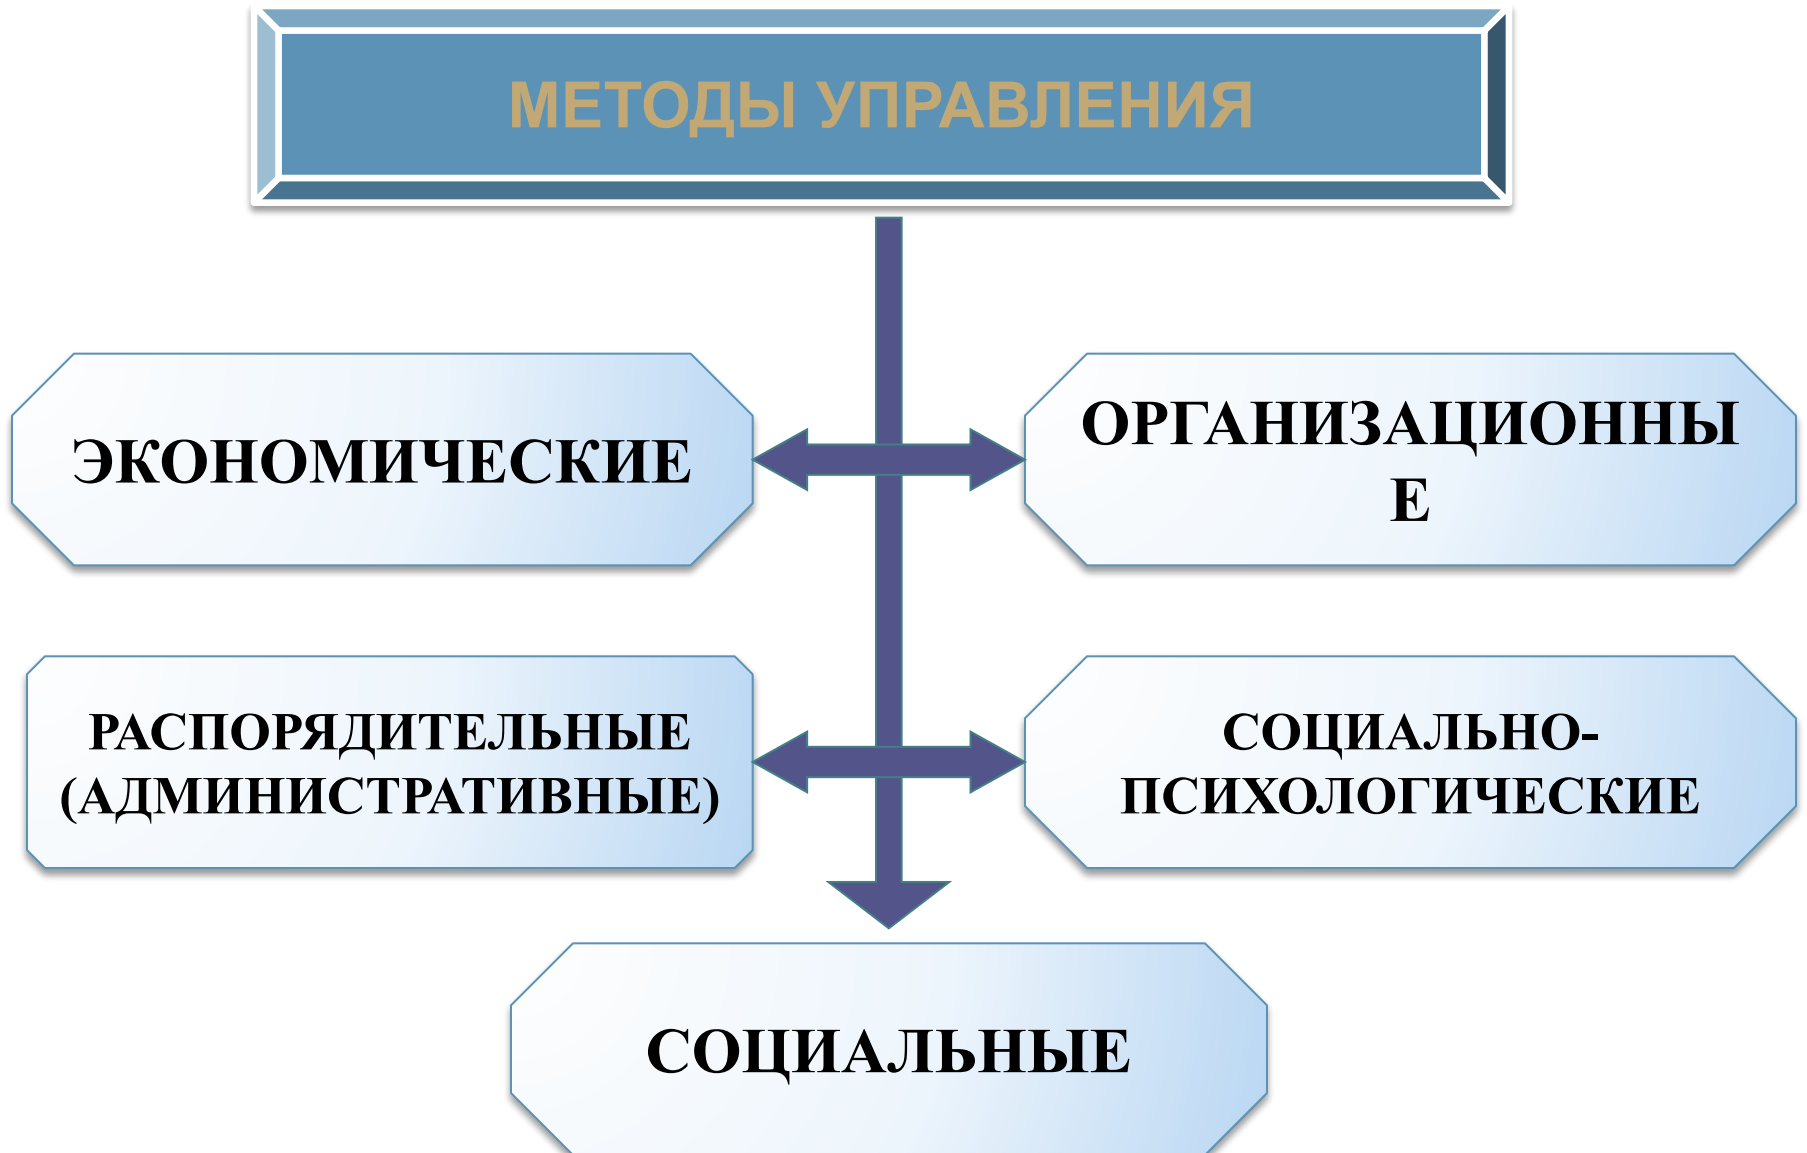 МЕТОДЫ УПРАВЛЕНИЯ
ЭКОНОМИЧЕСКИЕ
ОРГАНИЗАЦИОННЫ
Е
РАСПОРЯДИТЕЛЬНЫЕ
(АДМИНИСТРАТИВНЫЕ)
СОЦИАЛЬНО-
ПСИХОЛОГИЧЕСКИЕ
СОЦИАЛЬНЫЕ